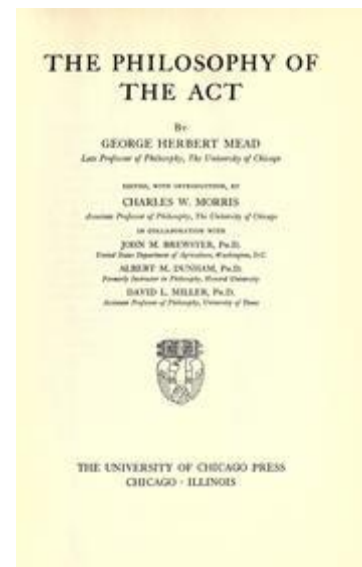 THE PHILOSOPHY OF
THE ACT
By
GEORGE HERBERT MEAD
Late Professor of Philosophy, The University of Chicago
EDITED, WITH INTRODUCTION, BY
CHARLES W. MORRIS
Associate Professor of Philosophy, The University of Chicago
IN COLLABORATION WITH
JOHN M. BREWSTER, PH.D.
United States Department of Agriculture, Washington, D.C.
ALBERT M. DUNHAM, PH.D.
Formerly Instructor in Philosophy, Howard University
DAVID L. MILLER, PH.D.
Assistant Professor of Philosophy, University of Texas
THE UNIVERSITY OF CHICAGO PRESS
CHICAGO · ILLINOIS